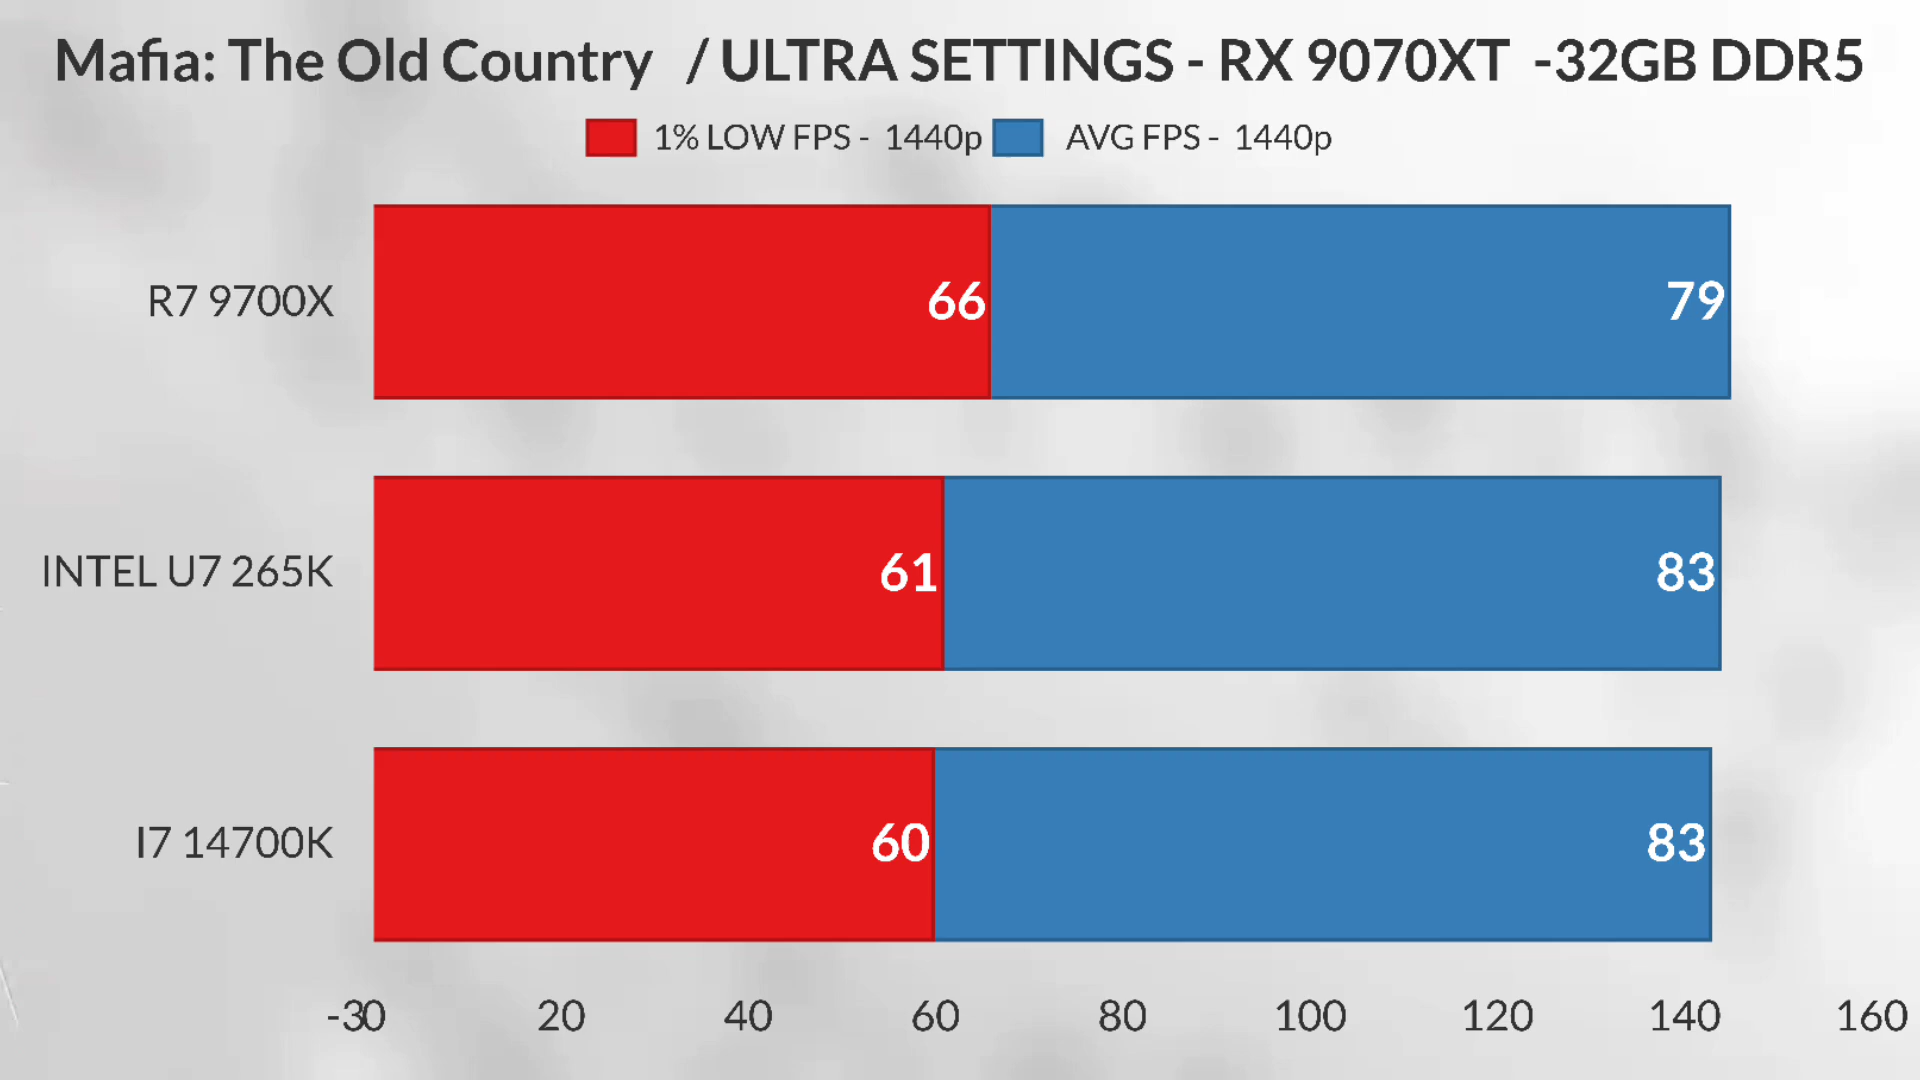 Mafia: The Old Country / ULTRA SETTINGS - RX 9070XT -32GB DDR5
1% LOW FPS - 1440p AVG FPS - 1440p
R7 9700X 66 79
INTEL U7 265K 61 83
I7 14700K 60 83
-3 0 20 40 60 80 100 120 140 160